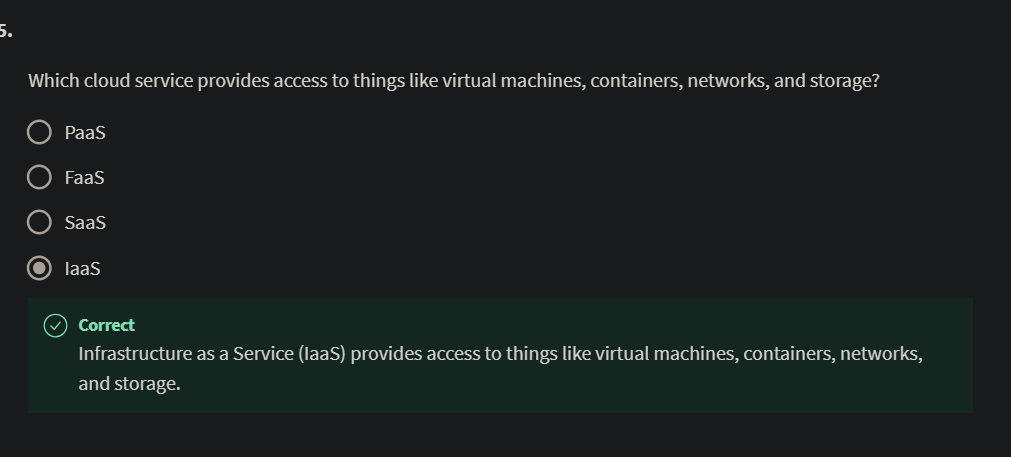 5.
Which cloud service provides access to things like virtual machines, containers, networks, and storage?
PaaS
FaaS
SaaS
IaaS
Correct
Infrastructure as a Service (IaaS) provides access to things like virtual machines, containers, networks,
and storage.